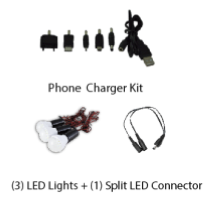 Phone Charger Kit
(3) LED Lights + (1) Split LED Connector